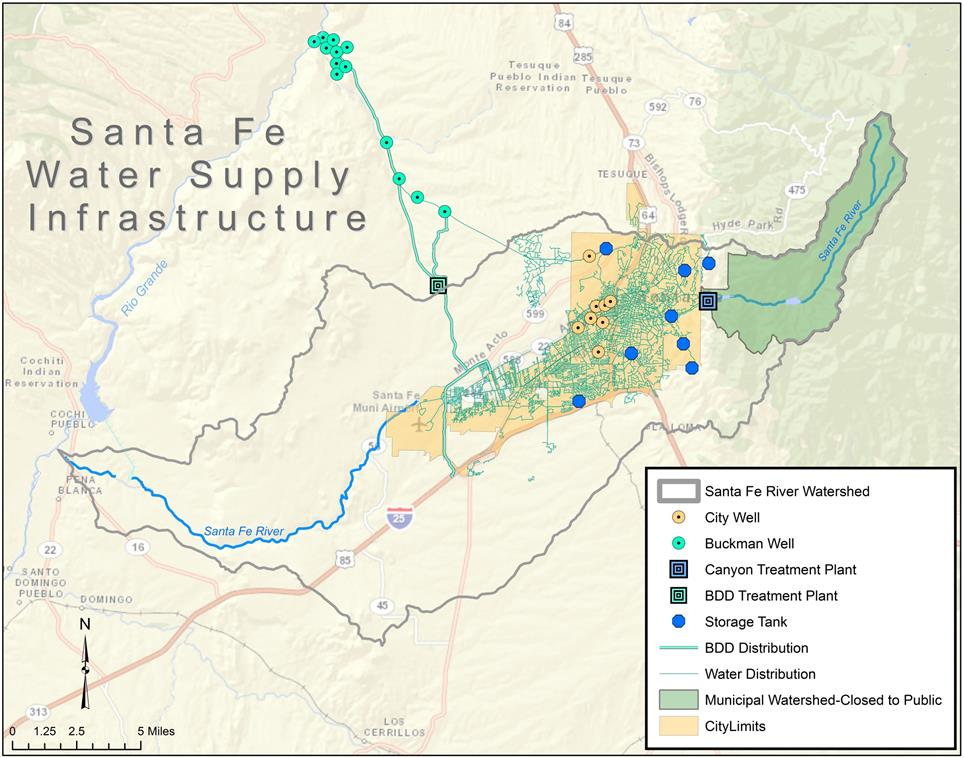 Santa Fe
Water Supply
Infrastructure
84
285
Tesuque
Pueblo Indian
Reservation
Tesuque
Pueblo
592
76
73
TESUQUE
Bishops Lodge R
475
64
Hyde Park Rd
Santa Fe River
Rio Grande
599
Monte Acto
22
Cochiti
Indian
Reservation
COCHITI
PUEBLO
Santa Fe
Muni Airport
PENA
BLANCA
Santa Fe River
25
22
16
85
SANTO
DOMINGO
PUEBLO
DOMINGO
45
N
313
0 1.25 2.5 5 Miles
LOS
CERRILLOS
Santa Fe River Watershed
City Well
Buckman Well
Canyon Treatment Plant
BDD Treatment Plant
Storage Tank
BDD Distribution
Water Distribution
Municipal Watershed-Closed to Public
CityLimits